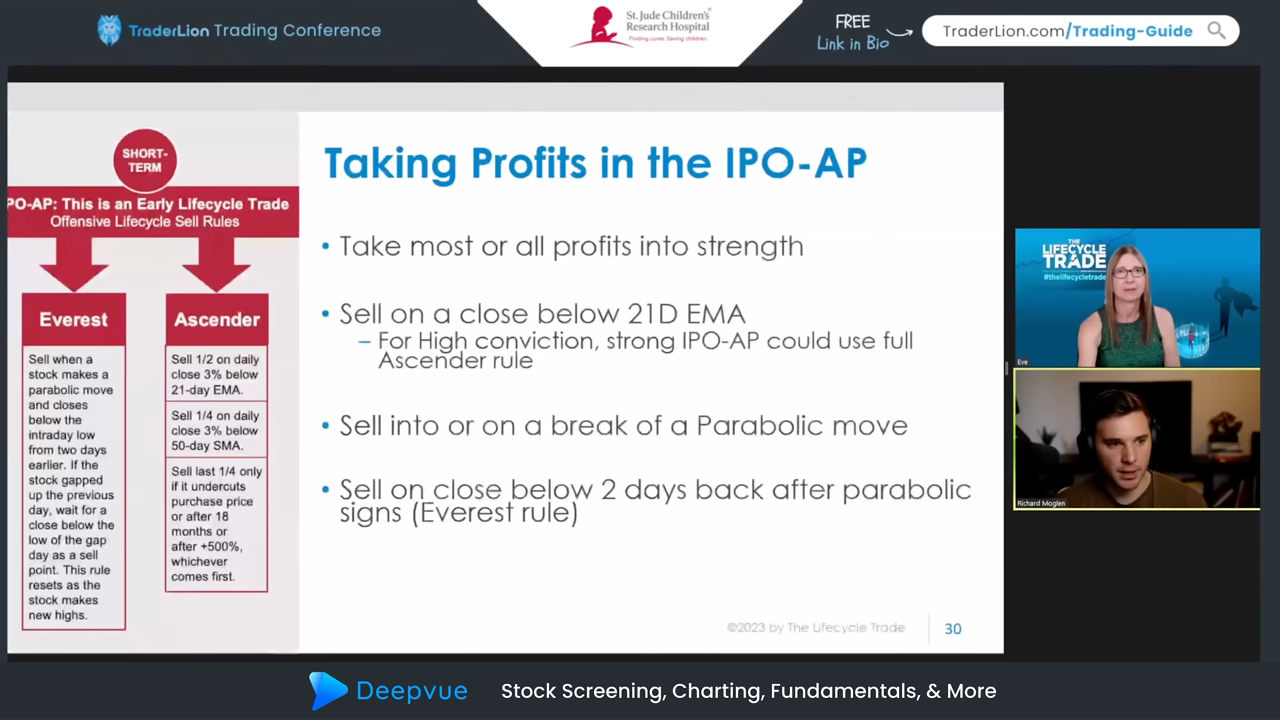 TraderLion Trading Conference
St. Jude Children's
Research Hospital
Finding cures. Saving children.
FREE
Link in Bio
TraderLion.com/Trading-Guide
SHORT-
TERM
PO-AP: This is an Early Lifecycle Trade
Offensive Lifecycle Sell Rules
Everest
Sell when a
stock makes a
parabolic move
and closes
below the
intraday low
from two days
earlier. If the
stock gapped
up the previous
day, wait for a
close below the
low of the gap
day as a sell
point. This rule
resets as the
stock makes
new highs.
Ascender
Sell 1/2 on daily
close 3% below
21-day EMA.
Sell 1/4 on daily
close 3% below
50-day SMA.
Sell last 1/4 only
if it undercuts
purchase price
or after 18
months or
after +500%,
whichever
comes first.
Taking Profits in the IPO-AP
• Take most or all profits into strength
• Sell on a close below 21D EMA
– For High conviction, strong IPO-AP could use full
Ascender rule
• Sell into or on a break of a Parabolic move
• Sell on close below 2 days back after parabolic
signs (Everest rule)
©2023 by The Lifecycle Trade
30
THE
LIFECYCLE
TRADE
#thelifecycletrade
Eve
Richard Moglen
Deepvue
Stock Screening, Charting, Fundamentals, & More